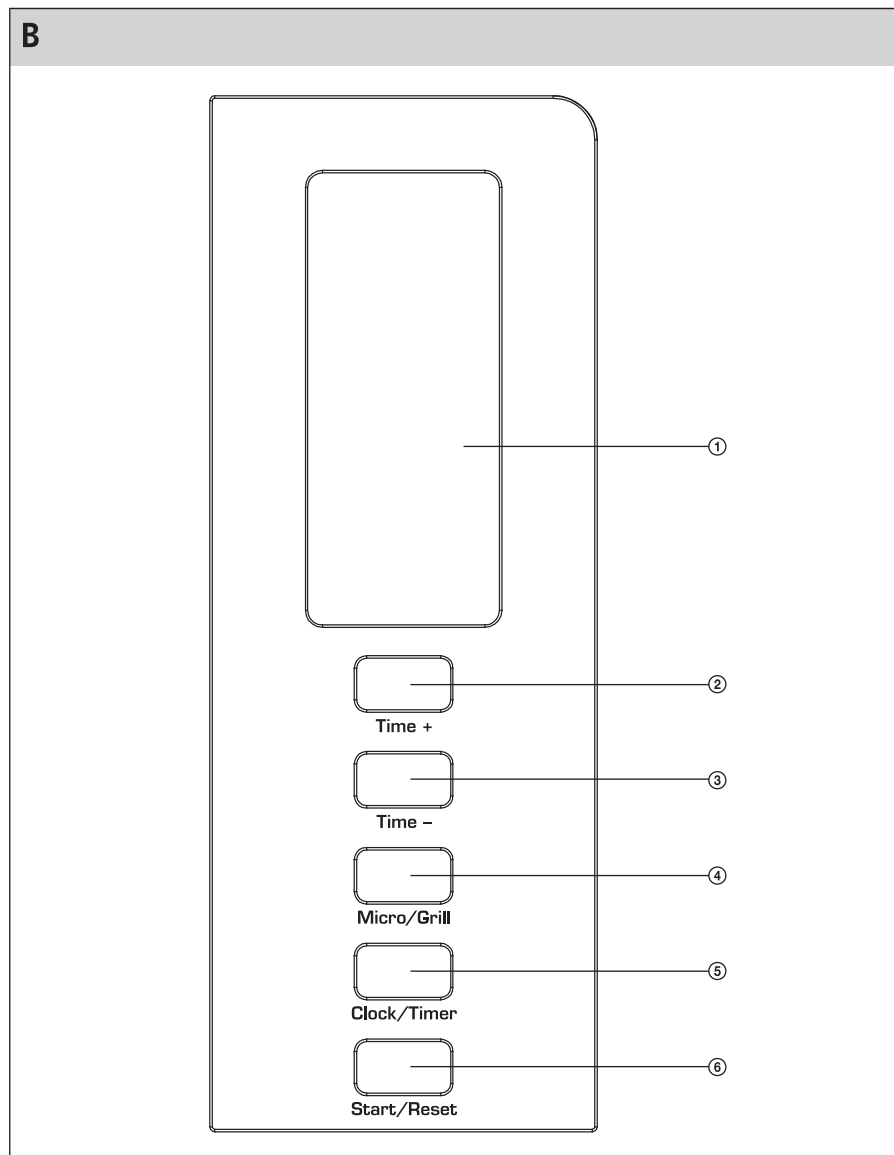 B
①
②
Time +
③
Time –
④
Micro/Grill
⑤
Clock/Timer
⑥
Start/Reset